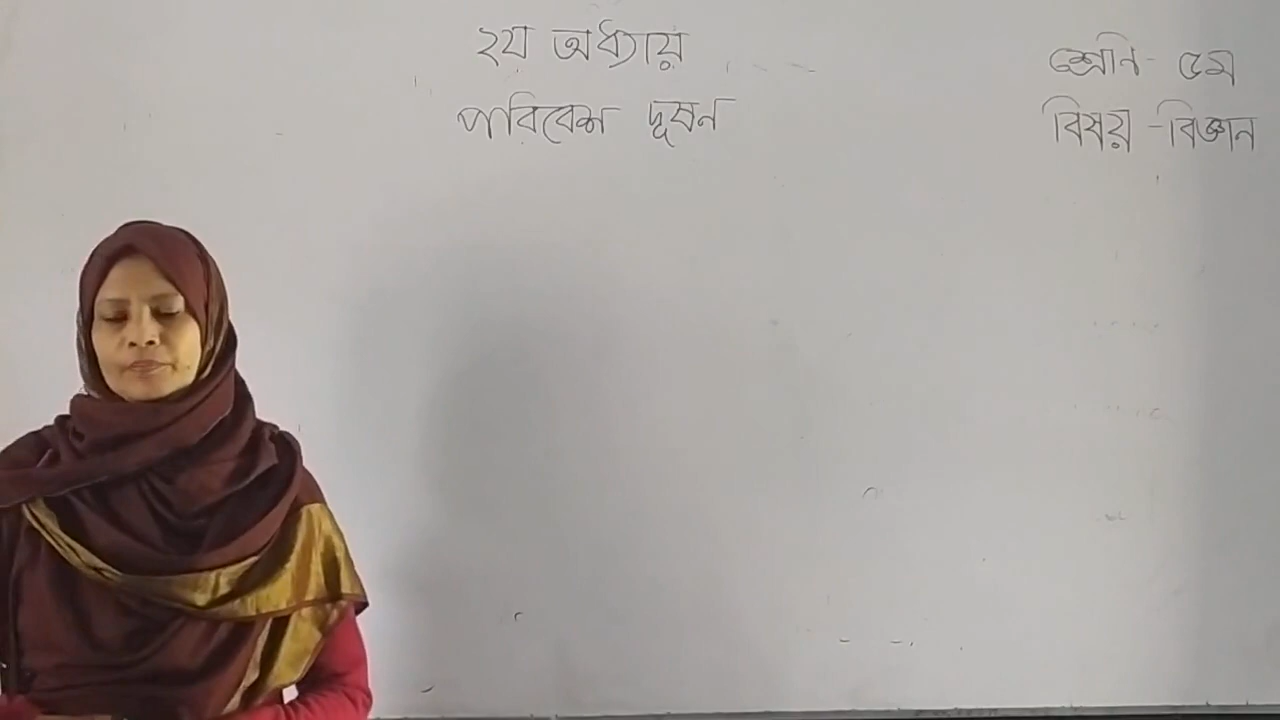 ২য় অধ্যায়
পরিবেশ দূষন
শ্রেনি - ৫ম
বিষয় - বিজ্ঞান